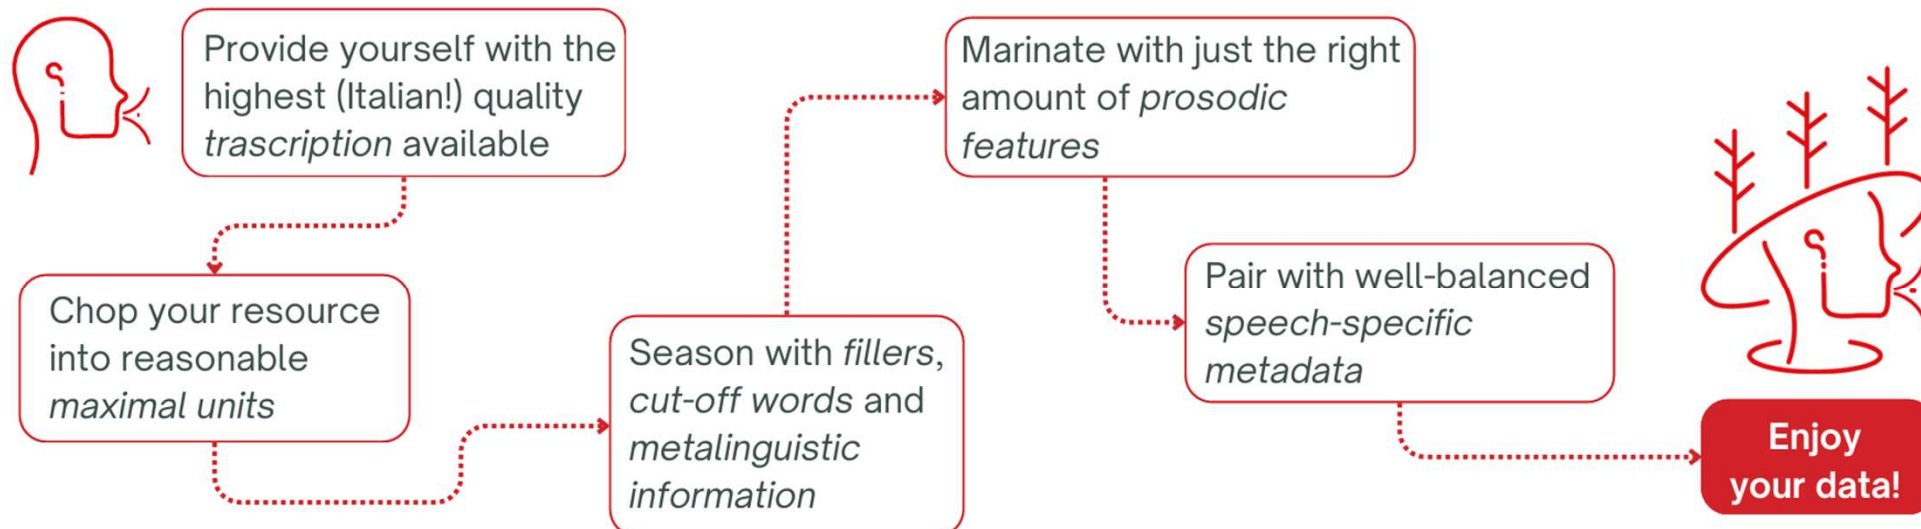 Provide yourself with the
highest (Italian!) quality
trascription available
Chop your resource
into reasonable
maximal units
Season with fillers,
cut-off words and
metalinguistic
information
Marinate with just the right
amount of prosodic
features
Pair with well-balanced
speech-specific
metadata
Enjoy
your data!